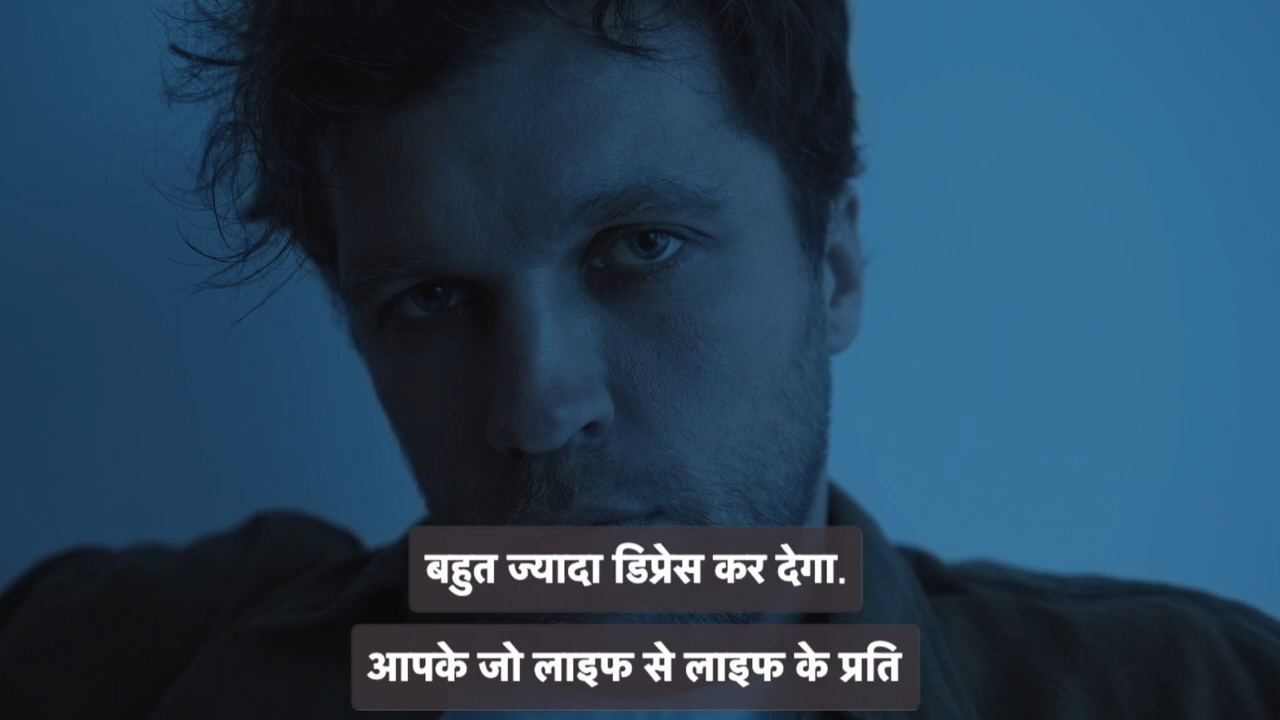 बहुत ज्यादा डिप्रेस कर देगा.
आपके जो लाइफ से लाइफ के प्रति